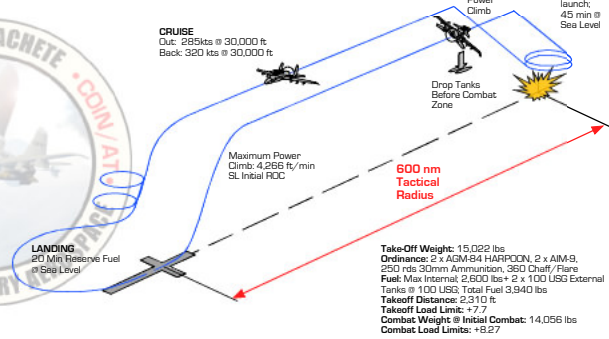 Power
Climb
launch;
45 min @
Sea Level
CRUISE
Out: 285kts @ 30,000 ft
Back: 320 kts @ 30,000 ft
Drop Tanks
Before Combat
Zone
MACHETE
COIN/AT
Maximum Power
Climb: 4,266 ft/min
SL Initial ROC
600 nm
Tactical
Radius
LANDING
20 Min Reserve Fuel
@ Sea Level
AEROSPACE
Take-Off Weight: 15,022 lbs
Ordinance: 2 x AGM-84 HARPOON, 2 x AIM-9,
250 rds 30mm Ammunition, 360 Chaff/Flare
Fuel: Max Internal; 2,600 lbs+ 2 x 100 USG External
Tanks @ 100 USG; Total Fuel 3,940 lbs
Takeoff Distance: 2,310 ft
Takeoff Load Limit: +7.7
Combat Weight @ Initial Combat: 14,056 lbs
Combat Load Limits: +8.27